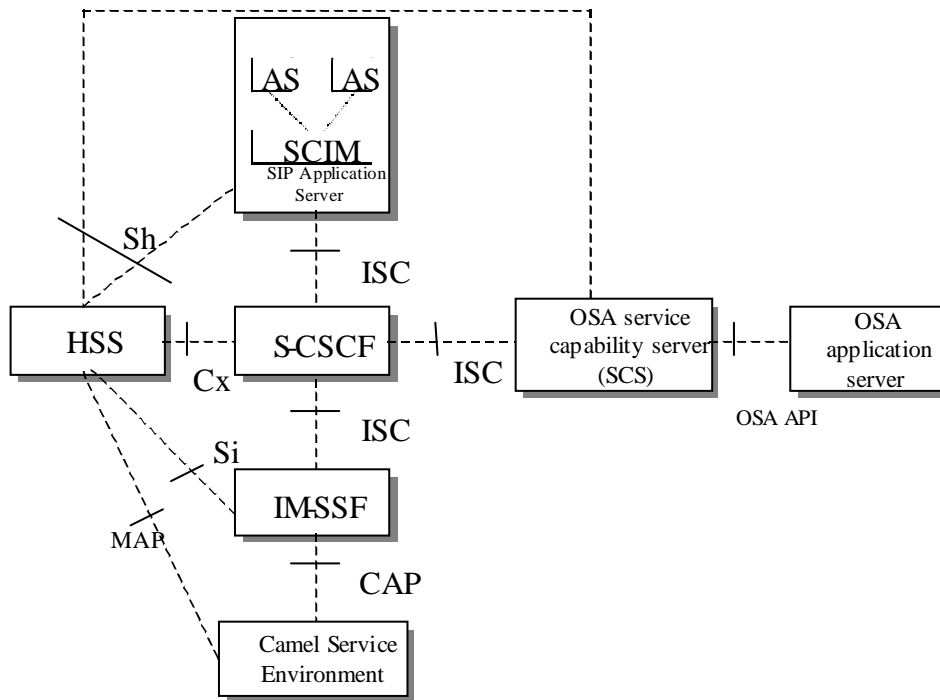 AS
AS
SCIM
SIP Application
Server
Sh
ISC
HSS
S-CSCF
OSA service
capability server
(SCS)
OSA
application
server
Cx
ISC
OSA API
ISC
Si
IM-SSF
MAP
CAP
Camel Service
Environment